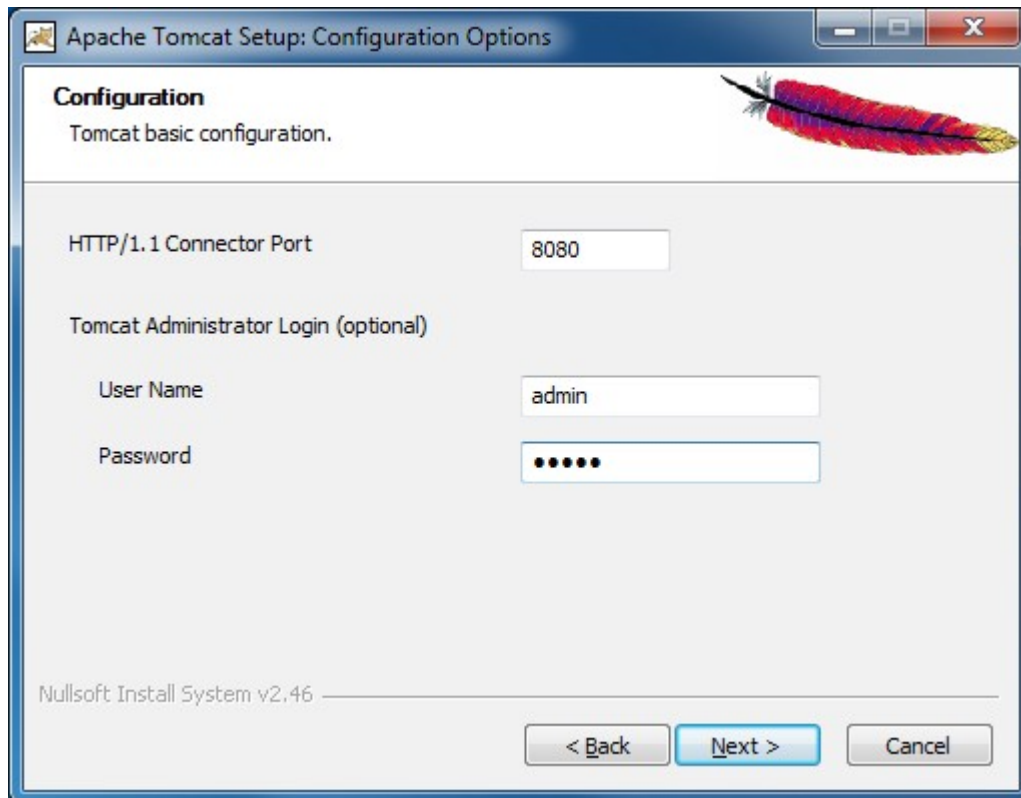 Apache Tomcat Setup: Configuration Options
Configuration
Tomcat basic configuration.
HTTP/1.1 Connector Port 8080
Tomcat Administrator Login (optional)
User Name admin
Password •••••
Nullsoft Install System v2.46
< Back Next > Cancel